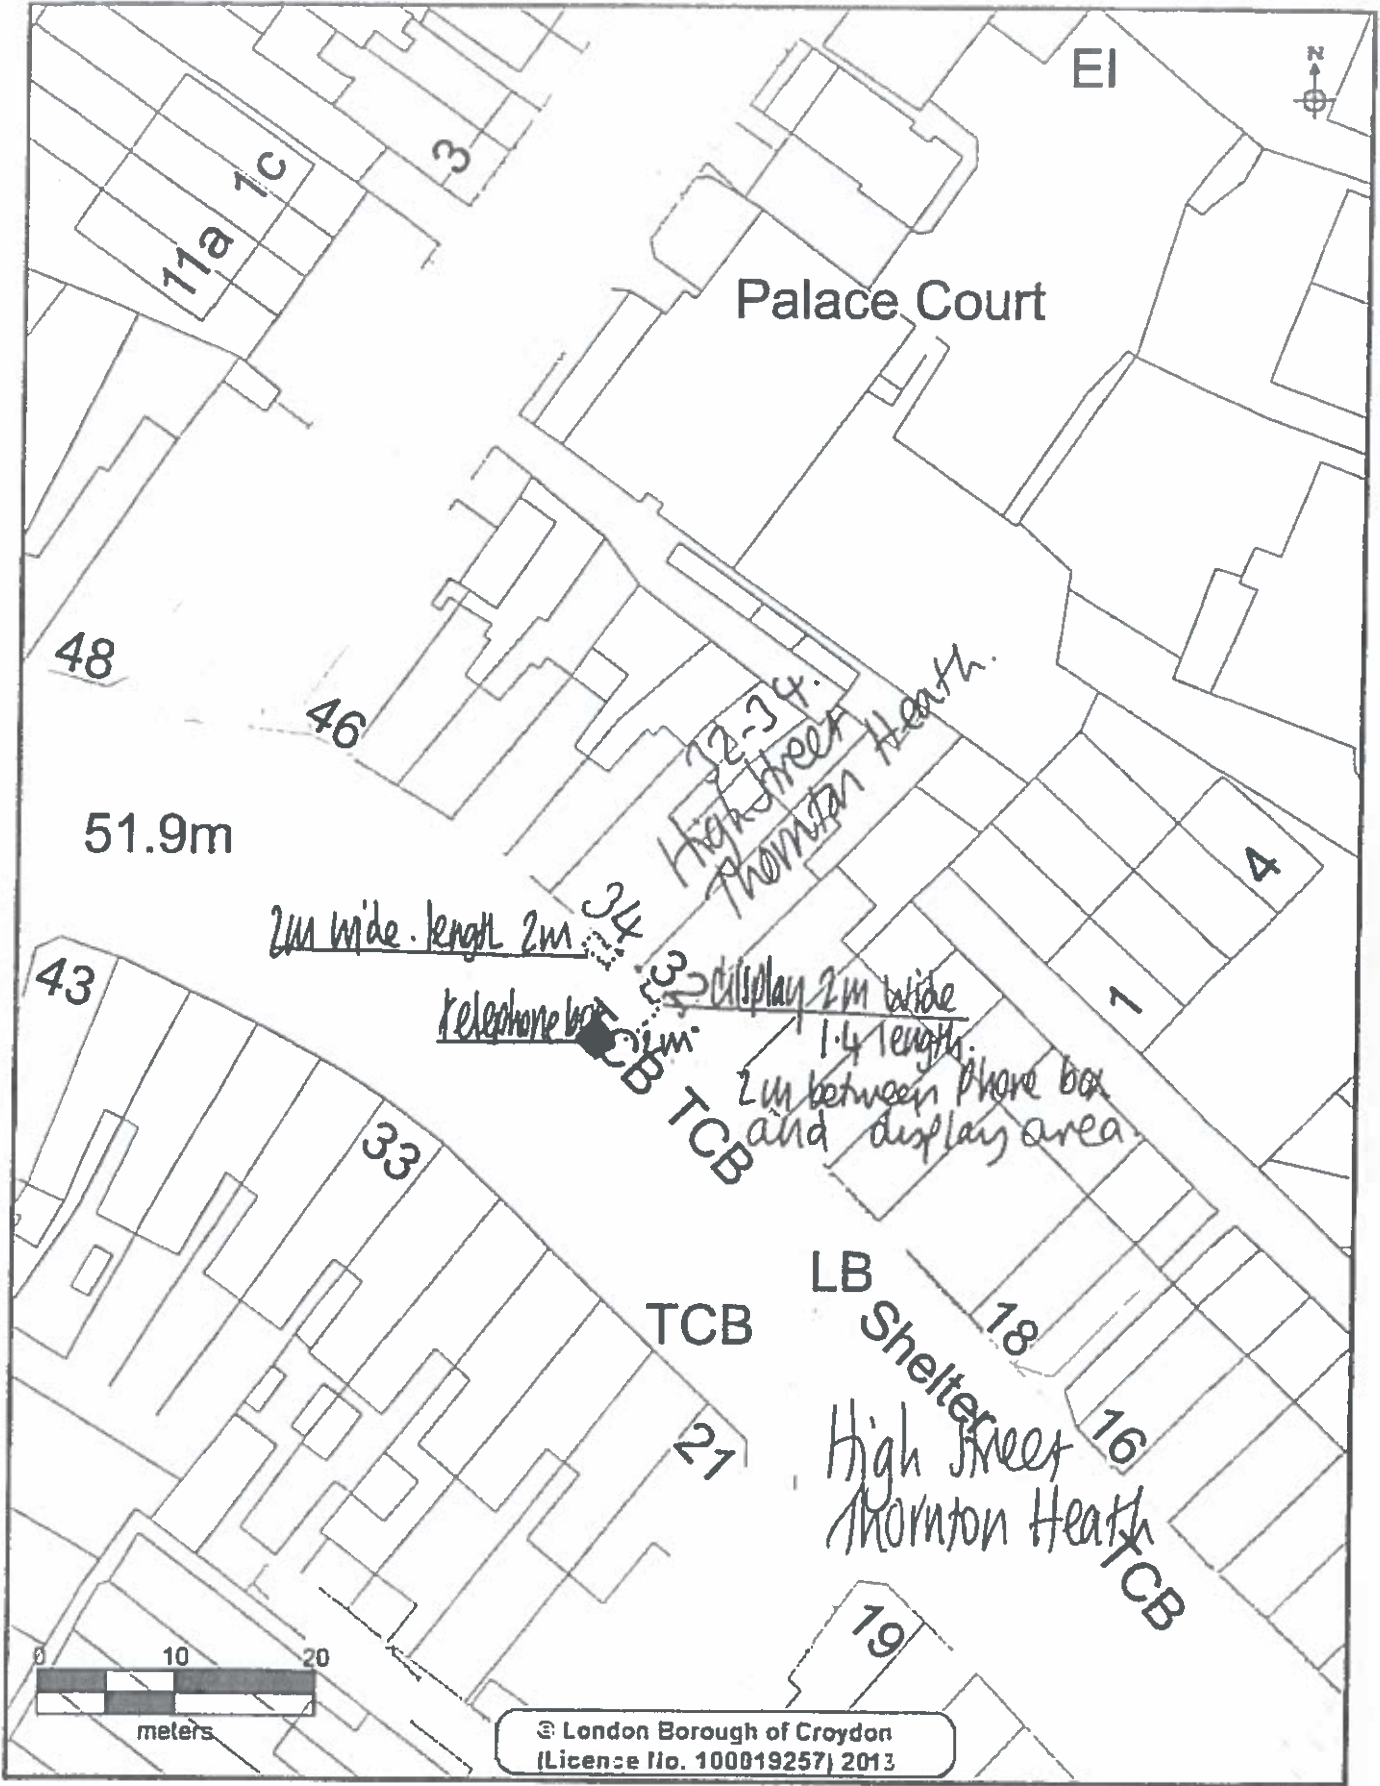 EI
N
3
1c
11a
Palace Court
48
46
32-34.
High Street
Thornton Heath.
51.9m
4
34
2m wide. length 2m
32
43
display 2m wide
1
telephone box
2m
1.4 length.
TCB
2m between phone box
TCB
and display area.
33
LB
18
TCB
Shelter
21
16
High Street
Thornton Heath
TCB
19
0 10 20
meters
© London Borough of Croydon
(Licence No. 100019257) 2013